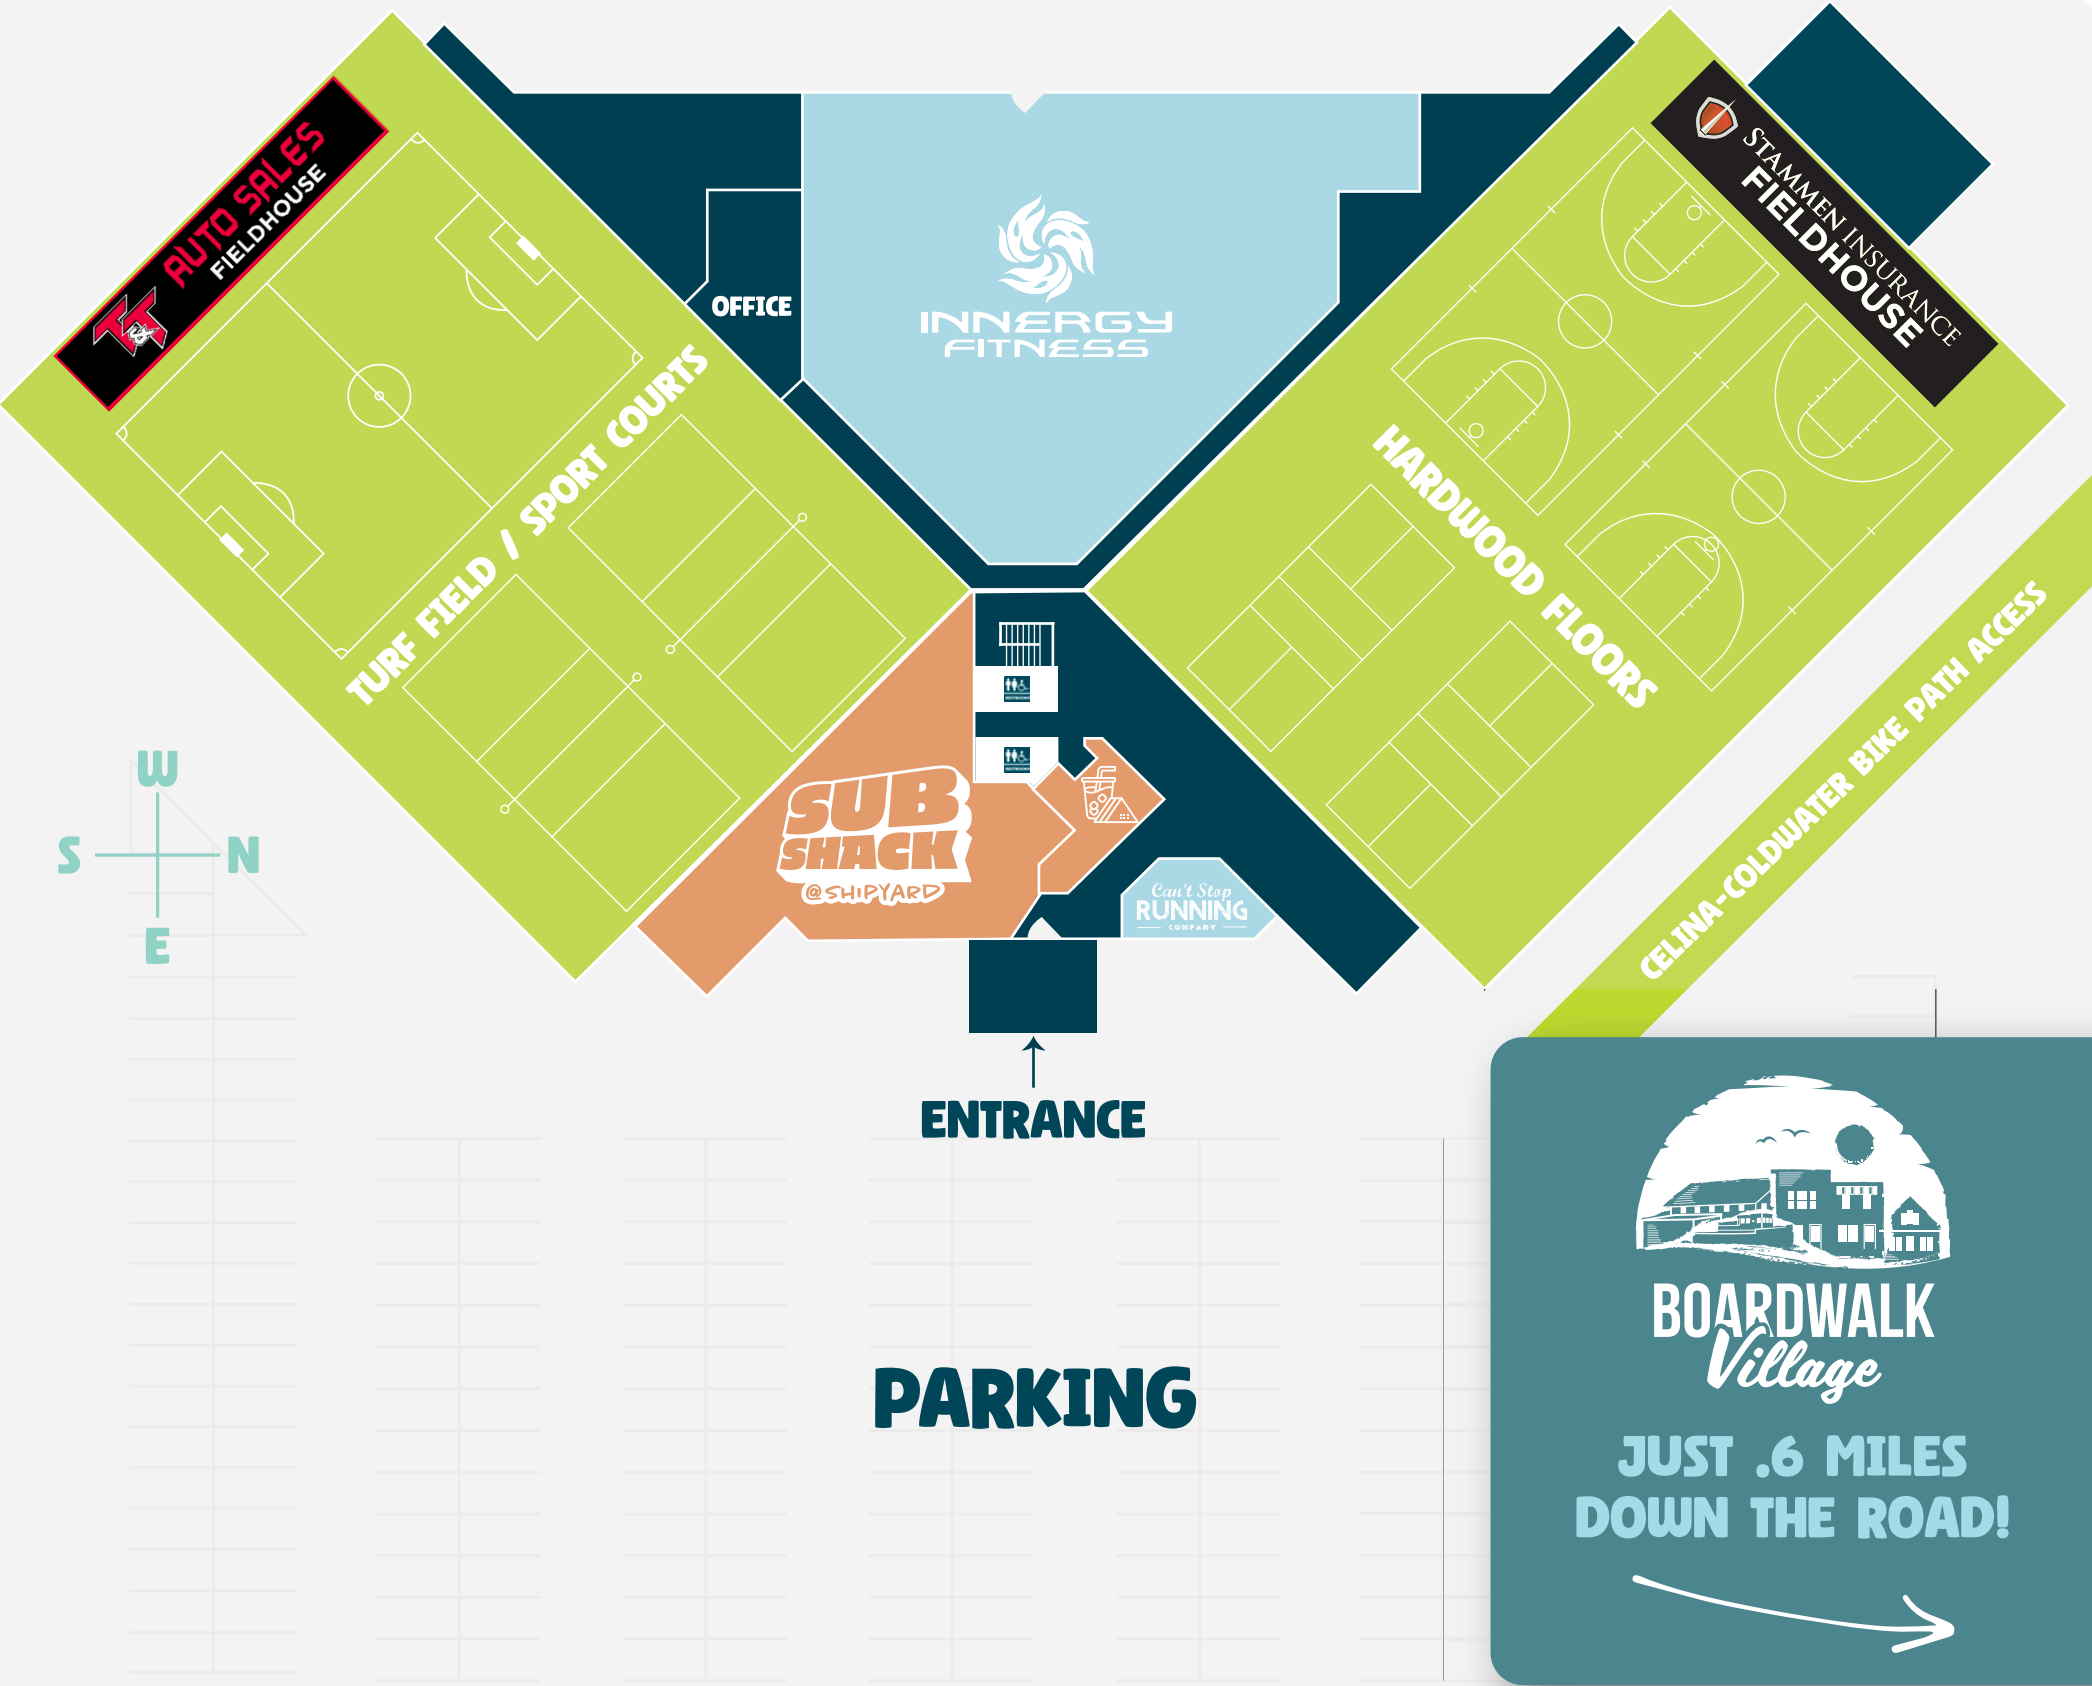 TT
AUTO SALES
FIELDHOUSE
OFFICE
INNERGY
FITNESS
STAMMEN INSURANCE
FIELDHOUSE
TURF FIELD / SPORT COURTS
HARDWOOD FLOORS
CELINA-COLDWATER BIKE PATH ACCESS
W
S N
E
SUB
SHACK
@SHIPYARD
Can't Stop
RUNNING
COMPANY
ENTRANCE
PARKING
BOARDWALK
Village
JUST .6 MILES
DOWN THE ROAD!